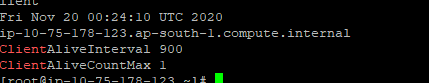 Fri Nov 20 00:24:10 UTC 2020
ip-10-75-178-123.ap-south-1.compute.internal
ClientAliveInterval 900
ClientAliveCountMax 1
[root@ip-10-75-178-123 ~]#